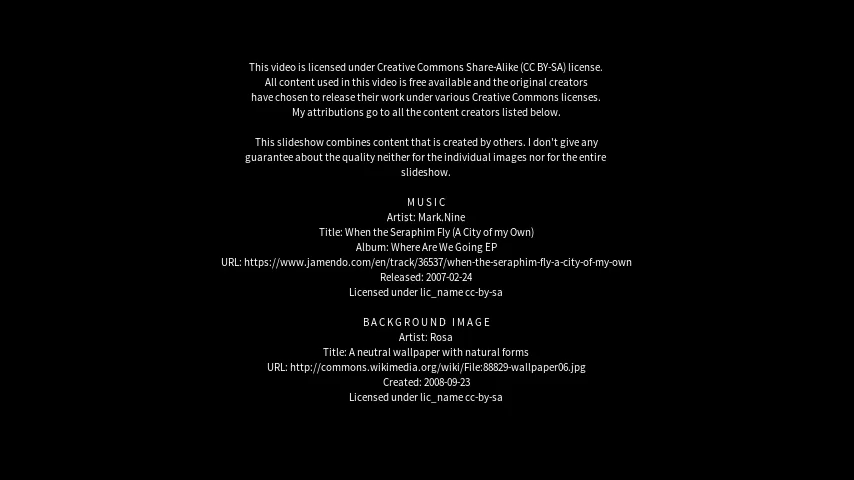 This video is licensed under Creative Commons Share-Alike (CC BY-SA) license.
All content used in this video is free available and the original creators
have chosen to release their work under various Creative Commons licenses.
My attributions go to all the content creators listed below.
This slideshow combines content that is created by others. I don't give any
guarantee about the quality neither for the individual images nor for the entire
slideshow.
MUSIC
Artist: Mark.Nine
Title: When the Seraphim Fly (A City of my Own)
Album: Where Are We Going EP
URL: https://www.jamendo.com/en/track/36537/when-the-seraphim-fly-a-city-of-my-own
Released: 2007-02-24
Licensed under lic_name cc-by-sa
BACKGROUND IMAGE
Artist: Rosa
Title: A neutral wallpaper with natural forms
URL: http://commons.wikimedia.org/wiki/File:88829-wallpaper06.jpg
Created: 2008-09-23
Licensed under lic_name cc-by-sa